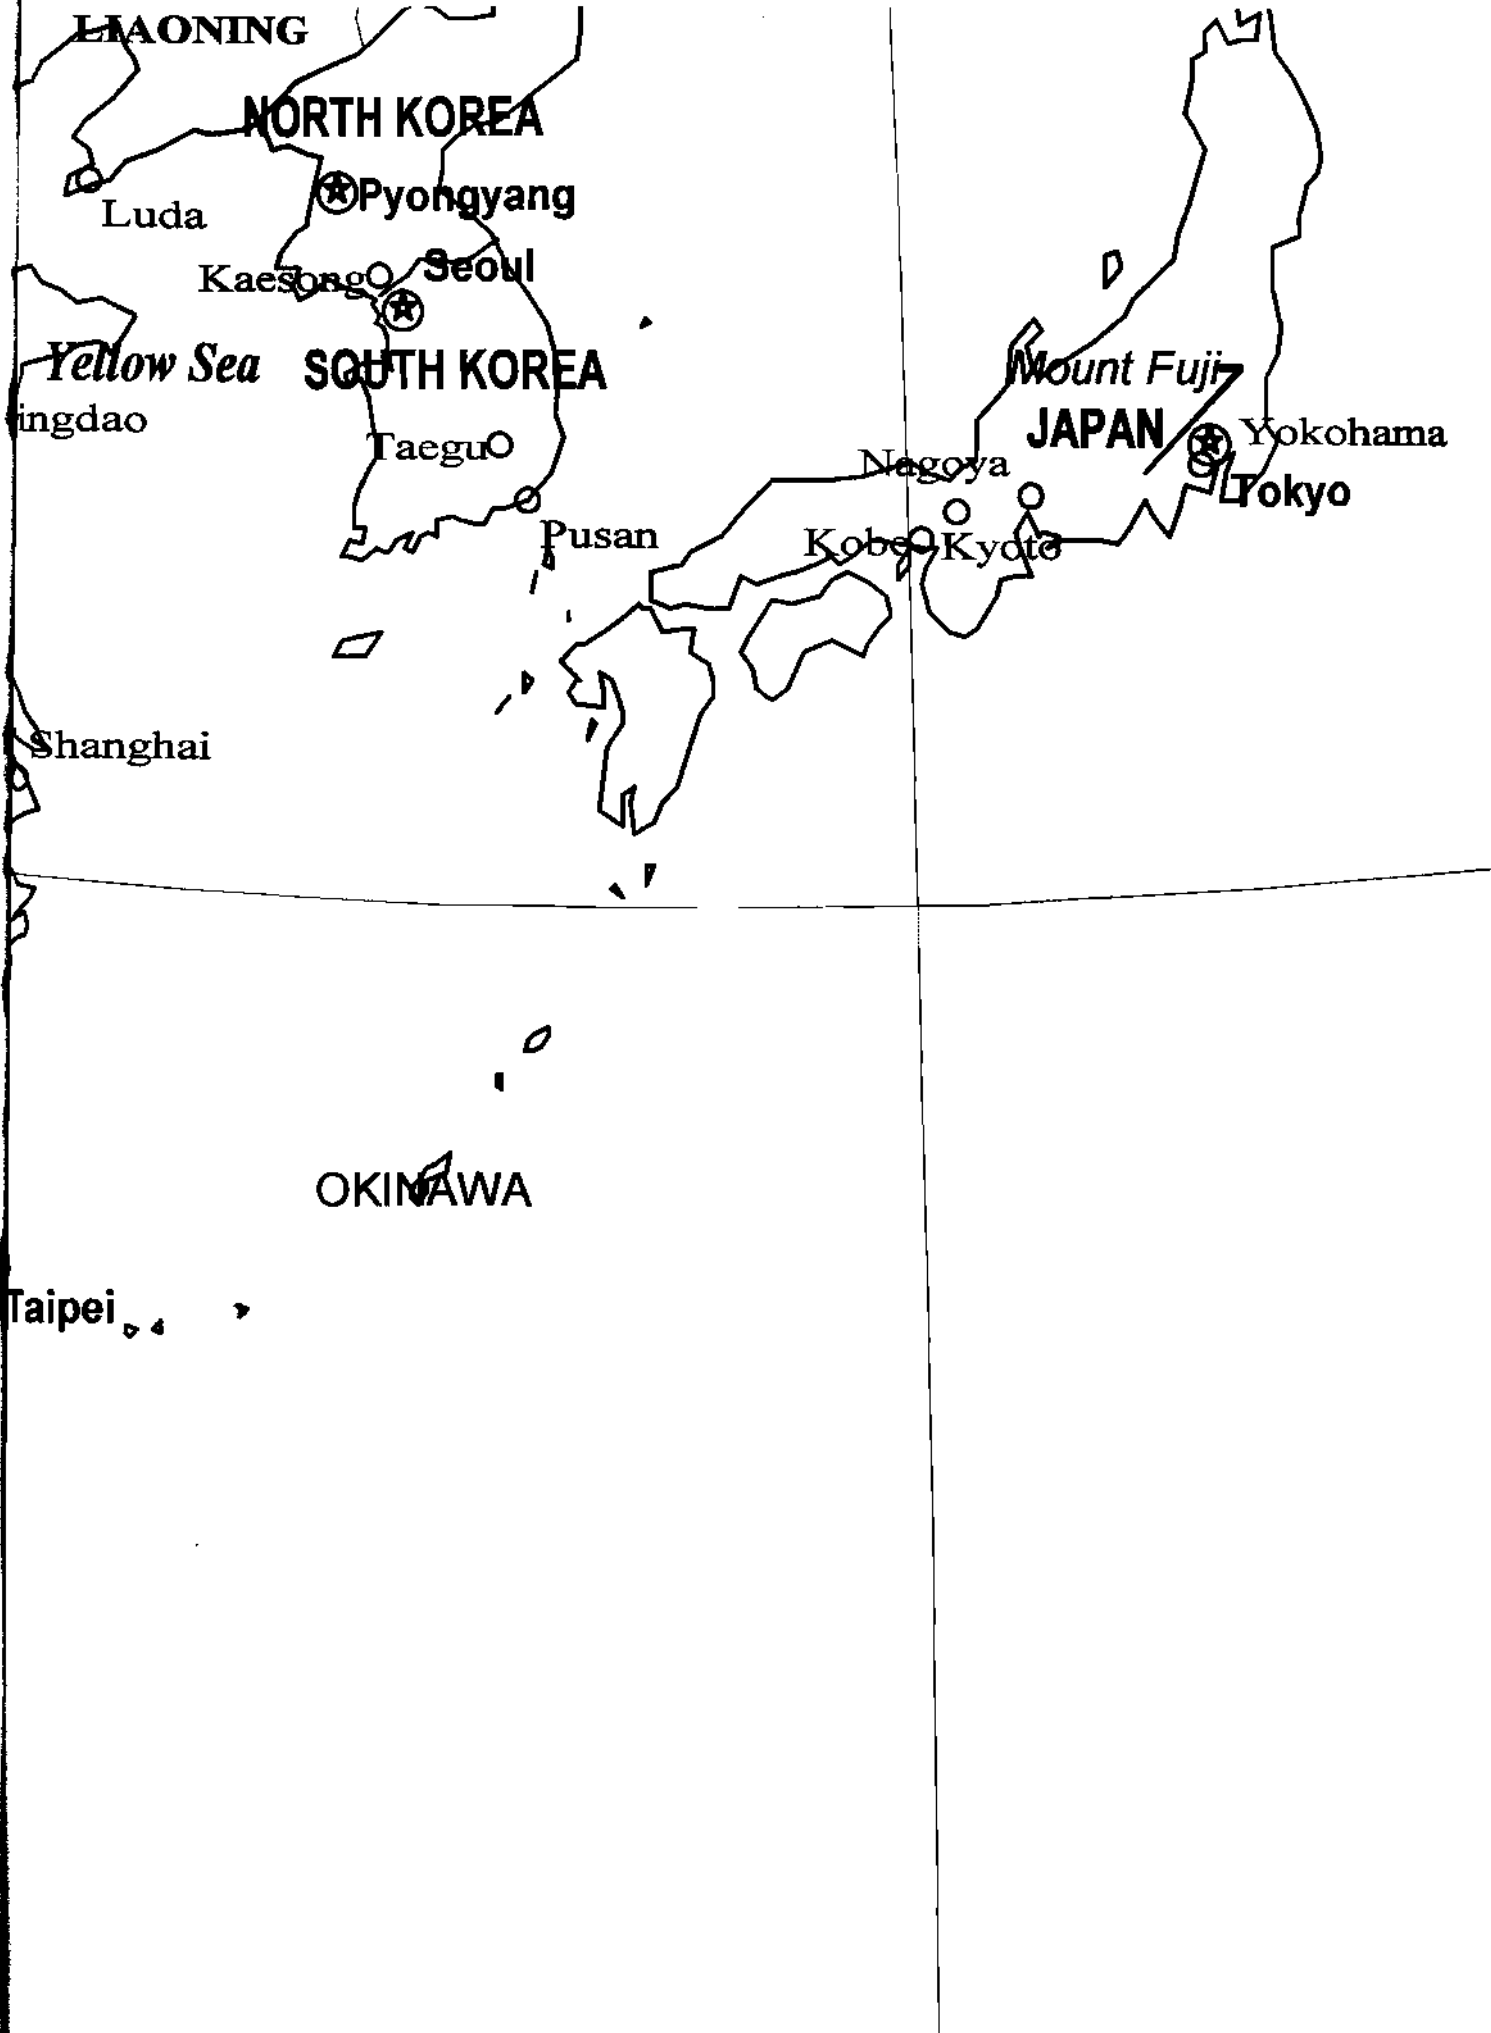 LIAONING
NORTH KOREA
Pyongyang
Luda
Seoul
Kaesong
Yellow Sea
SOUTH KOREA
Mount Fuji
ingdao
JAPAN
Yokohama
Taegu
Nagoya
Tokyo
Pusan
Kobe
Kyoto
Shanghai
OKINAWA
Taipei